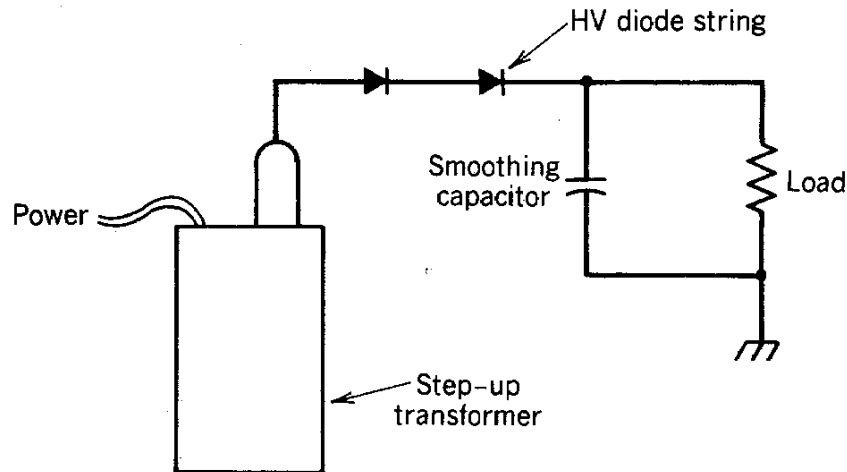 HV diode string
Smoothing
capacitor
Load
Power
Step-up
transformer